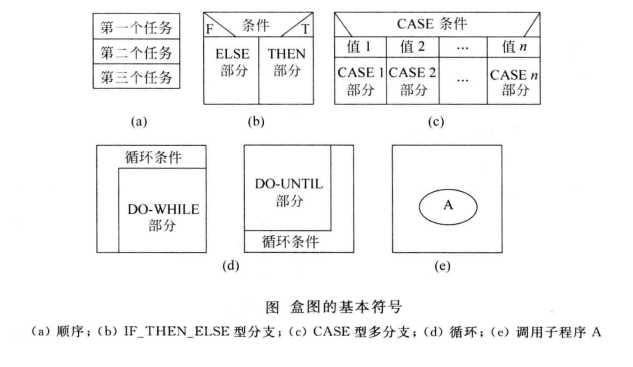 第一个任务
第二个任务
第三个任务
(a)
F 条件 T
ELSE THEN
部分 部分
(b)
CASE 条件
值 1 值 2 … 值 n
CASE 1 CASE 2 … CASE n
部分 部分 部分
(c)
循环条件
DO-WHILE
部分
DO-UNTIL
部分
循环条件
(d)
A
(e)
图 盒图的基本符号
(a) 顺序；(b) IF_THEN_ELSE 型分支；(c) CASE 型多分支；(d) 循环；(e) 调用子程序 A